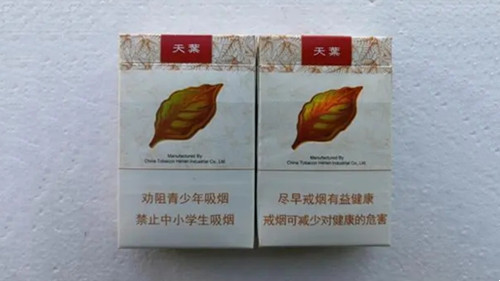 天葉
Manufactured By
China Tobacco Henan Industrial Co., Ltd.
劝阻青少年吸烟
禁止中小学生吸烟
天葉
Manufactured By
China Tobacco Henan Industrial Co., Ltd.
尽早戒烟有益健康
戒烟可减少对健康的危害